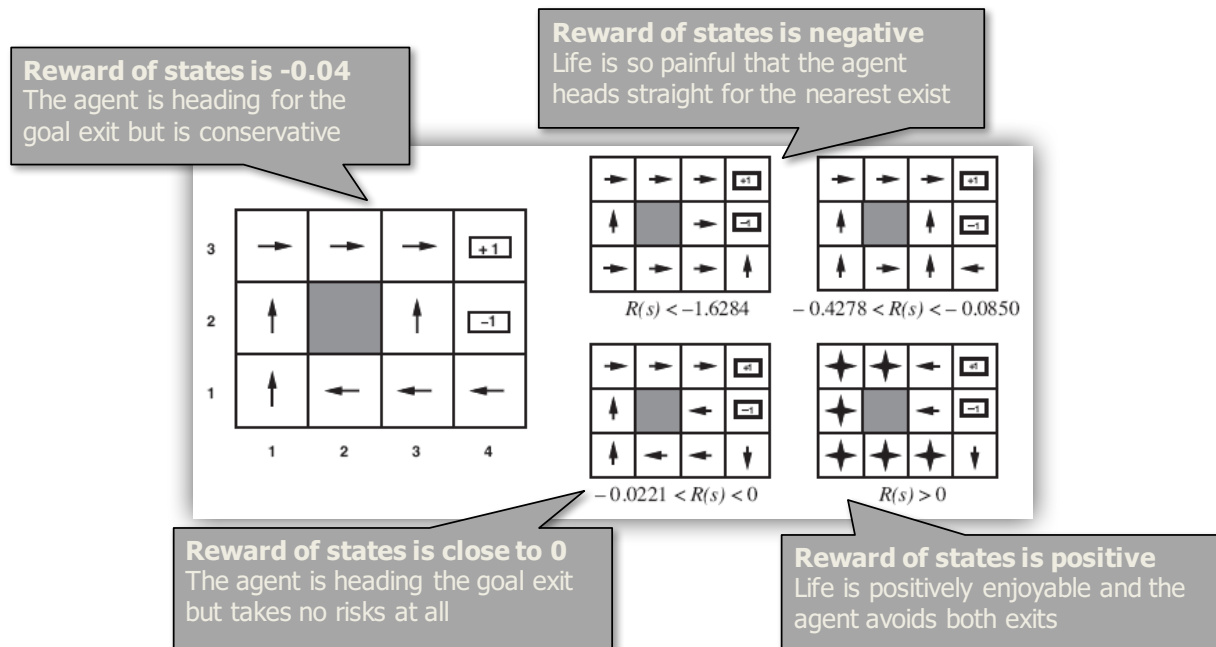 Reward of states is -0.04
The agent is heading for the
goal exit but is conservative
Reward of states is negative
Life is so painful that the agent
heads straight for the nearest exist
3
+ 1
2
−1
1
1 2 3 4
+1
−1
R(s) < −1.6284
+1
−1
− 0.4278 < R(s) < − 0.0850
+1
−1
− 0.0221 < R(s) < 0
+1
−1
R(s) > 0
Reward of states is close to 0
The agent is heading the goal exit
but takes no risks at all
Reward of states is positive
Life is positively enjoyable and the
agent avoids both exits